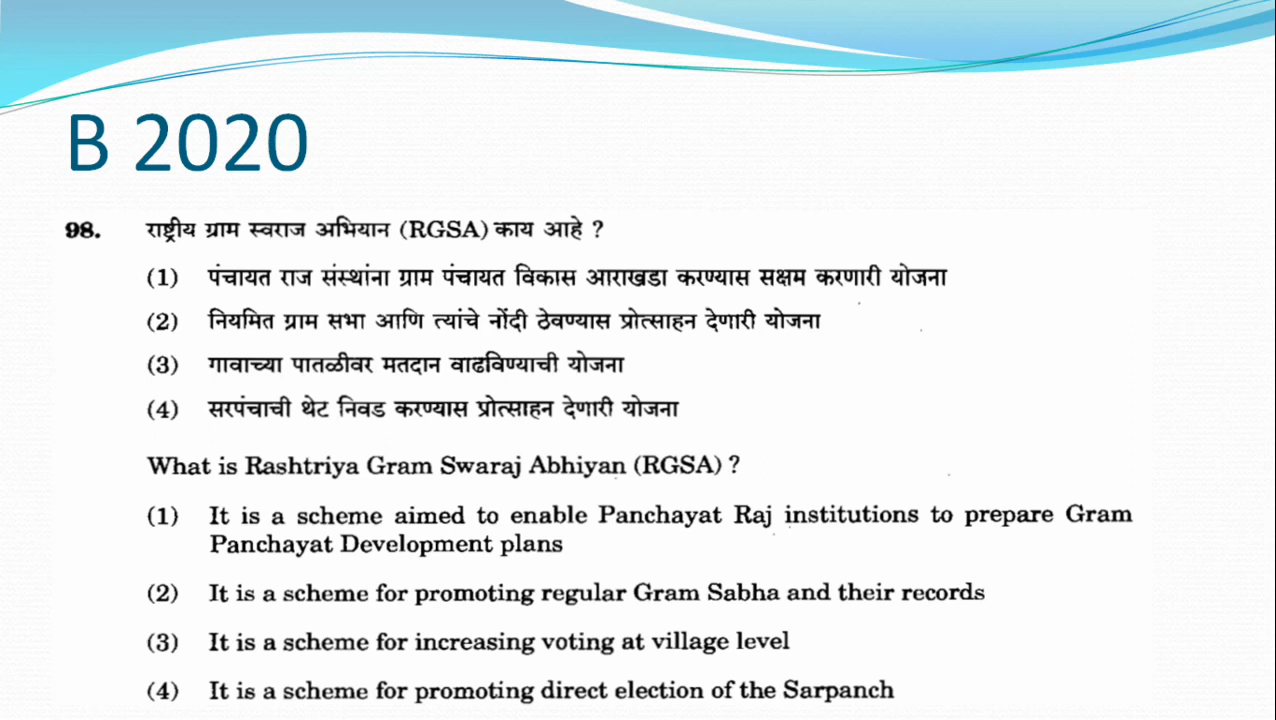 B 2020
98. राष्ट्रीय ग्राम स्वराज अभियान (RGSA) काय आहे ?
(1) पंचायत राज संस्थांना ग्राम पंचायत विकास आराखडा करण्यास सक्षम करणारी योजना
(2) नियमित ग्राम सभा आणि त्यांचे नोंदी ठेवण्यास प्रोत्साहन देणारी योजना
(3) गावाच्या पातळीवर मतदान वाढविण्याची योजना
(4) सरपंचाची थेट निवड करण्यास प्रोत्साहन देणारी योजना
What is Rashtriya Gram Swaraj Abhiyan (RGSA) ?
(1) It is a scheme aimed to enable Panchayat Raj institutions to prepare Gram
Panchayat Development plans
(2) It is a scheme for promoting regular Gram Sabha and their records
(3) It is a scheme for increasing voting at village level
(4) It is a scheme for promoting direct election of the Sarpanch